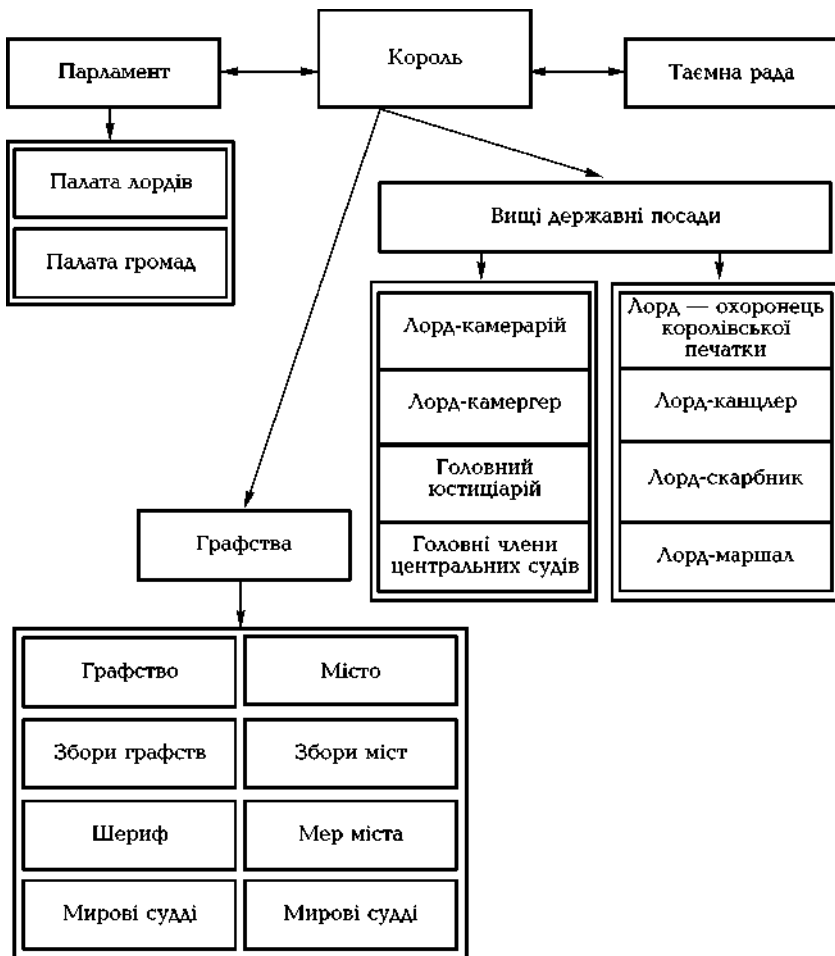 Парламент
Король
Таємна рада
Палата лордів
Палата громад
Вищі державні посади
Лорд-камерарій
Лорд-камергер
Головний
юстиціарій
Головні члени
центральних судів
Лорд — охоронець
королівської
печатки
Лорд-канцлер
Лорд-скарбник
Лорд-маршал
Графства
Графство
Місто
Збори графств
Збори міст
Шериф
Мер міста
Мирові судді
Мирові судді